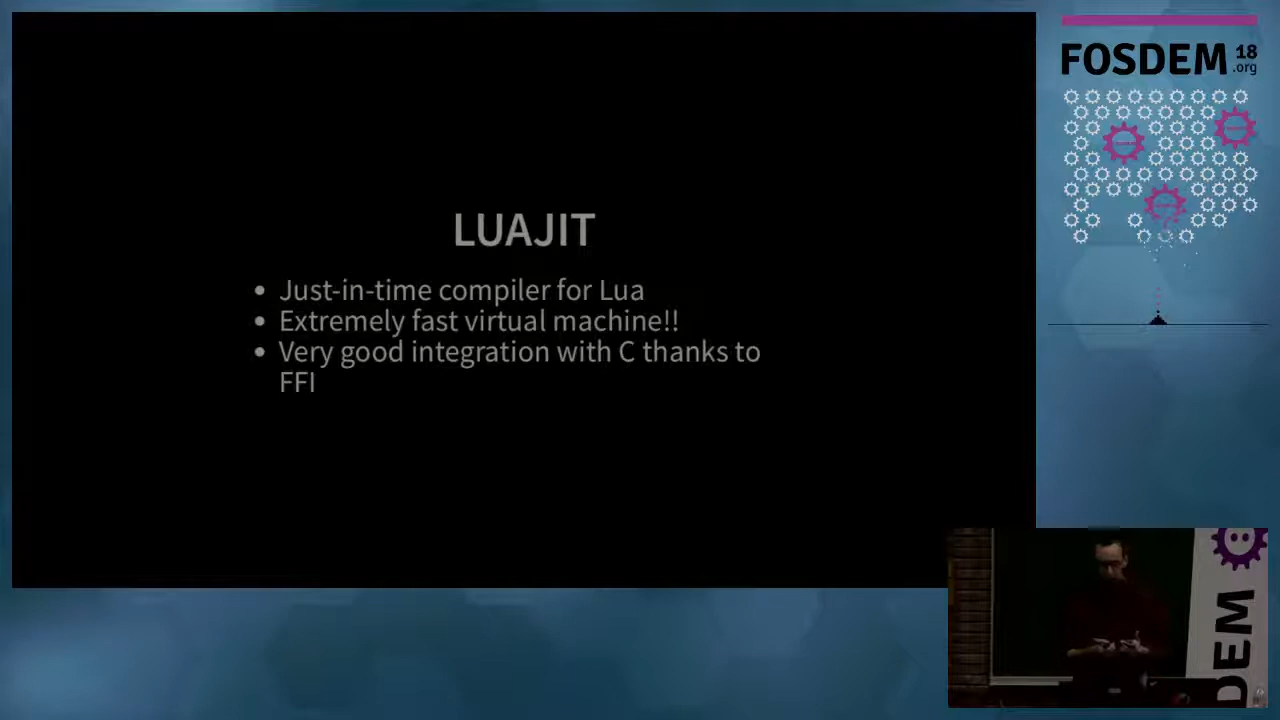 FOSDEM 18
.org
LUAJIT
• Just-in-time compiler for Lua
• Extremely fast virtual machine!!
• Very good integration with C thanks to
FFI
DEM